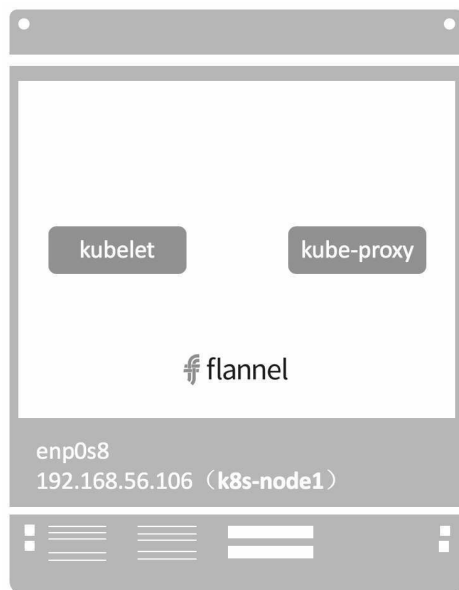 kubelet
kube-proxy
flannel
enp0s8
192.168.56.106（k8s-node1）